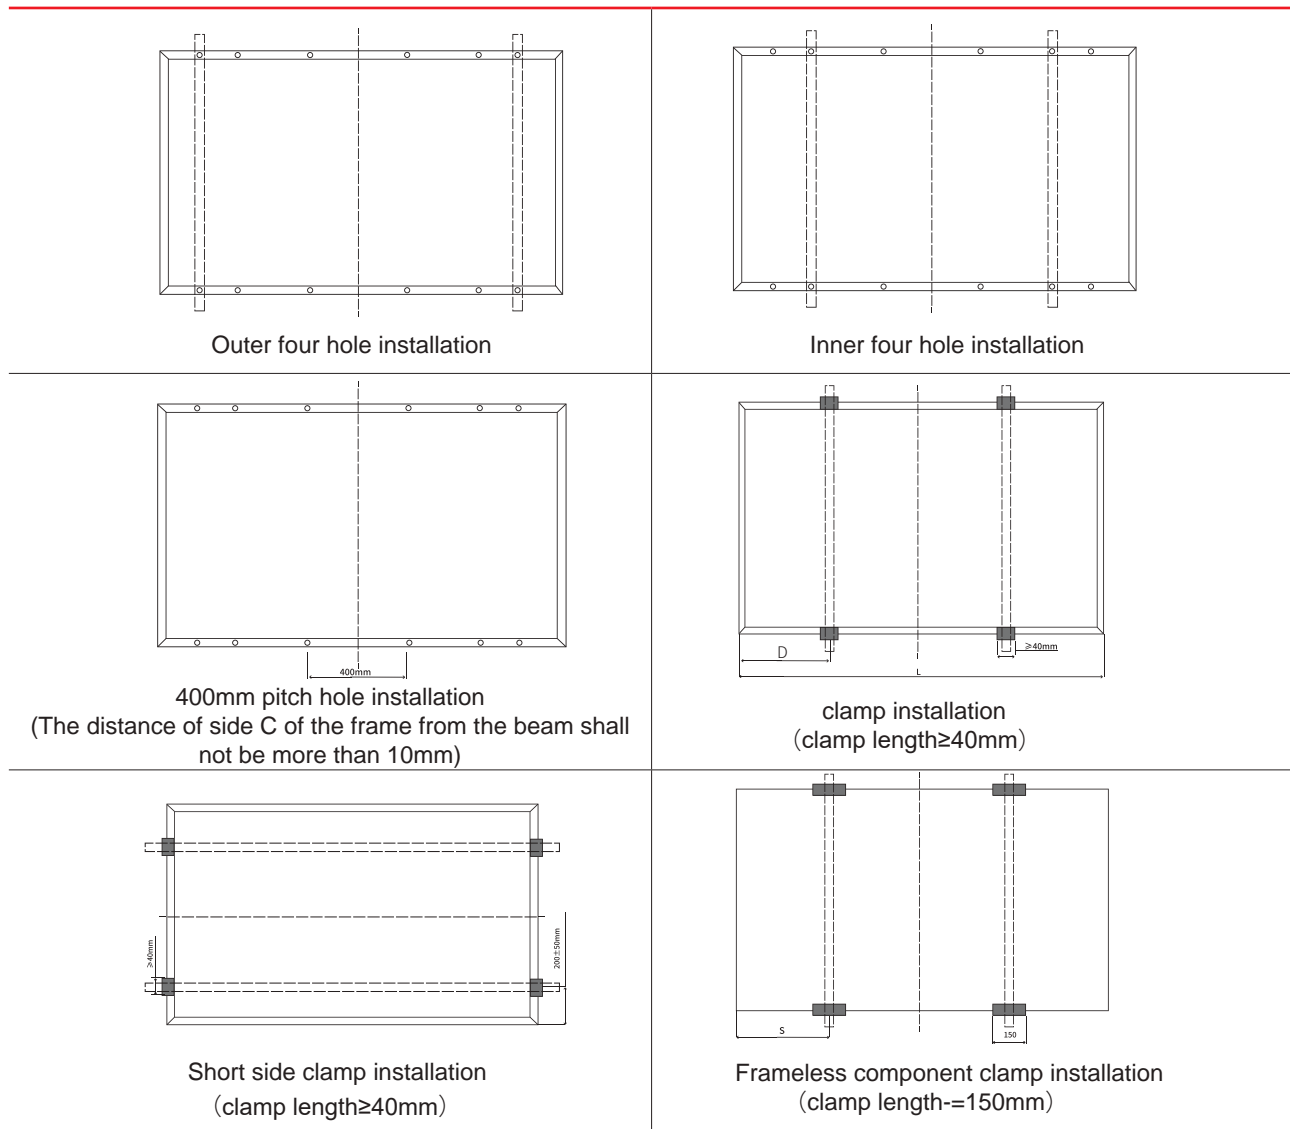 Outer four hole installation
Inner four hole installation
400mm
400mm pitch hole installation
(The distance of side C of the frame from the beam shall
not be more than 10mm)
D
≥40mm
L
clamp installation
（clamp length≥40mm）
≥40mm
200±50mm
Short side clamp installation
（clamp length≥40mm）
S
150
Frameless component clamp installation
（clamp length-=150mm）